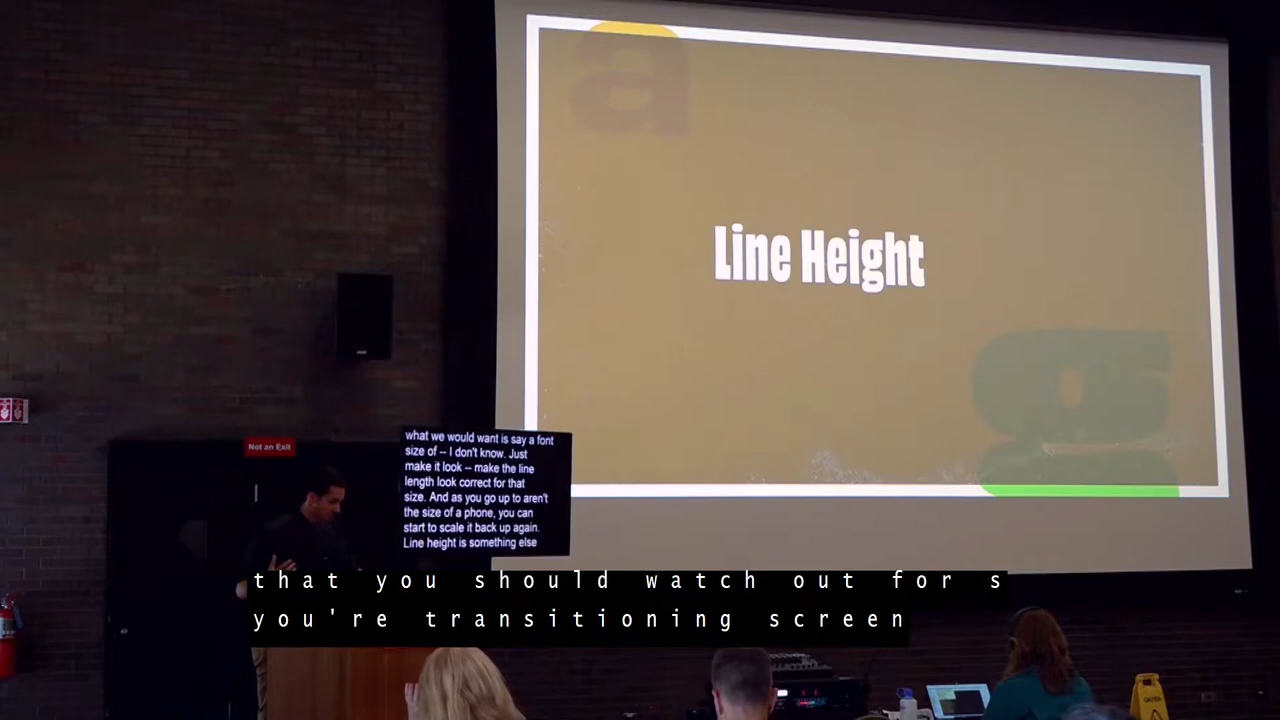 a
Line Height
g
Not an Exit
what we would want is say a font
size of -- I don't know. Just
make it look -- make the line
length look correct for that
size. And as you go up to aren't
the size of a phone, you can
start to scale it back up again.
Line height is something else
that you should watch out for s
you're transitioning screen
CAUTION